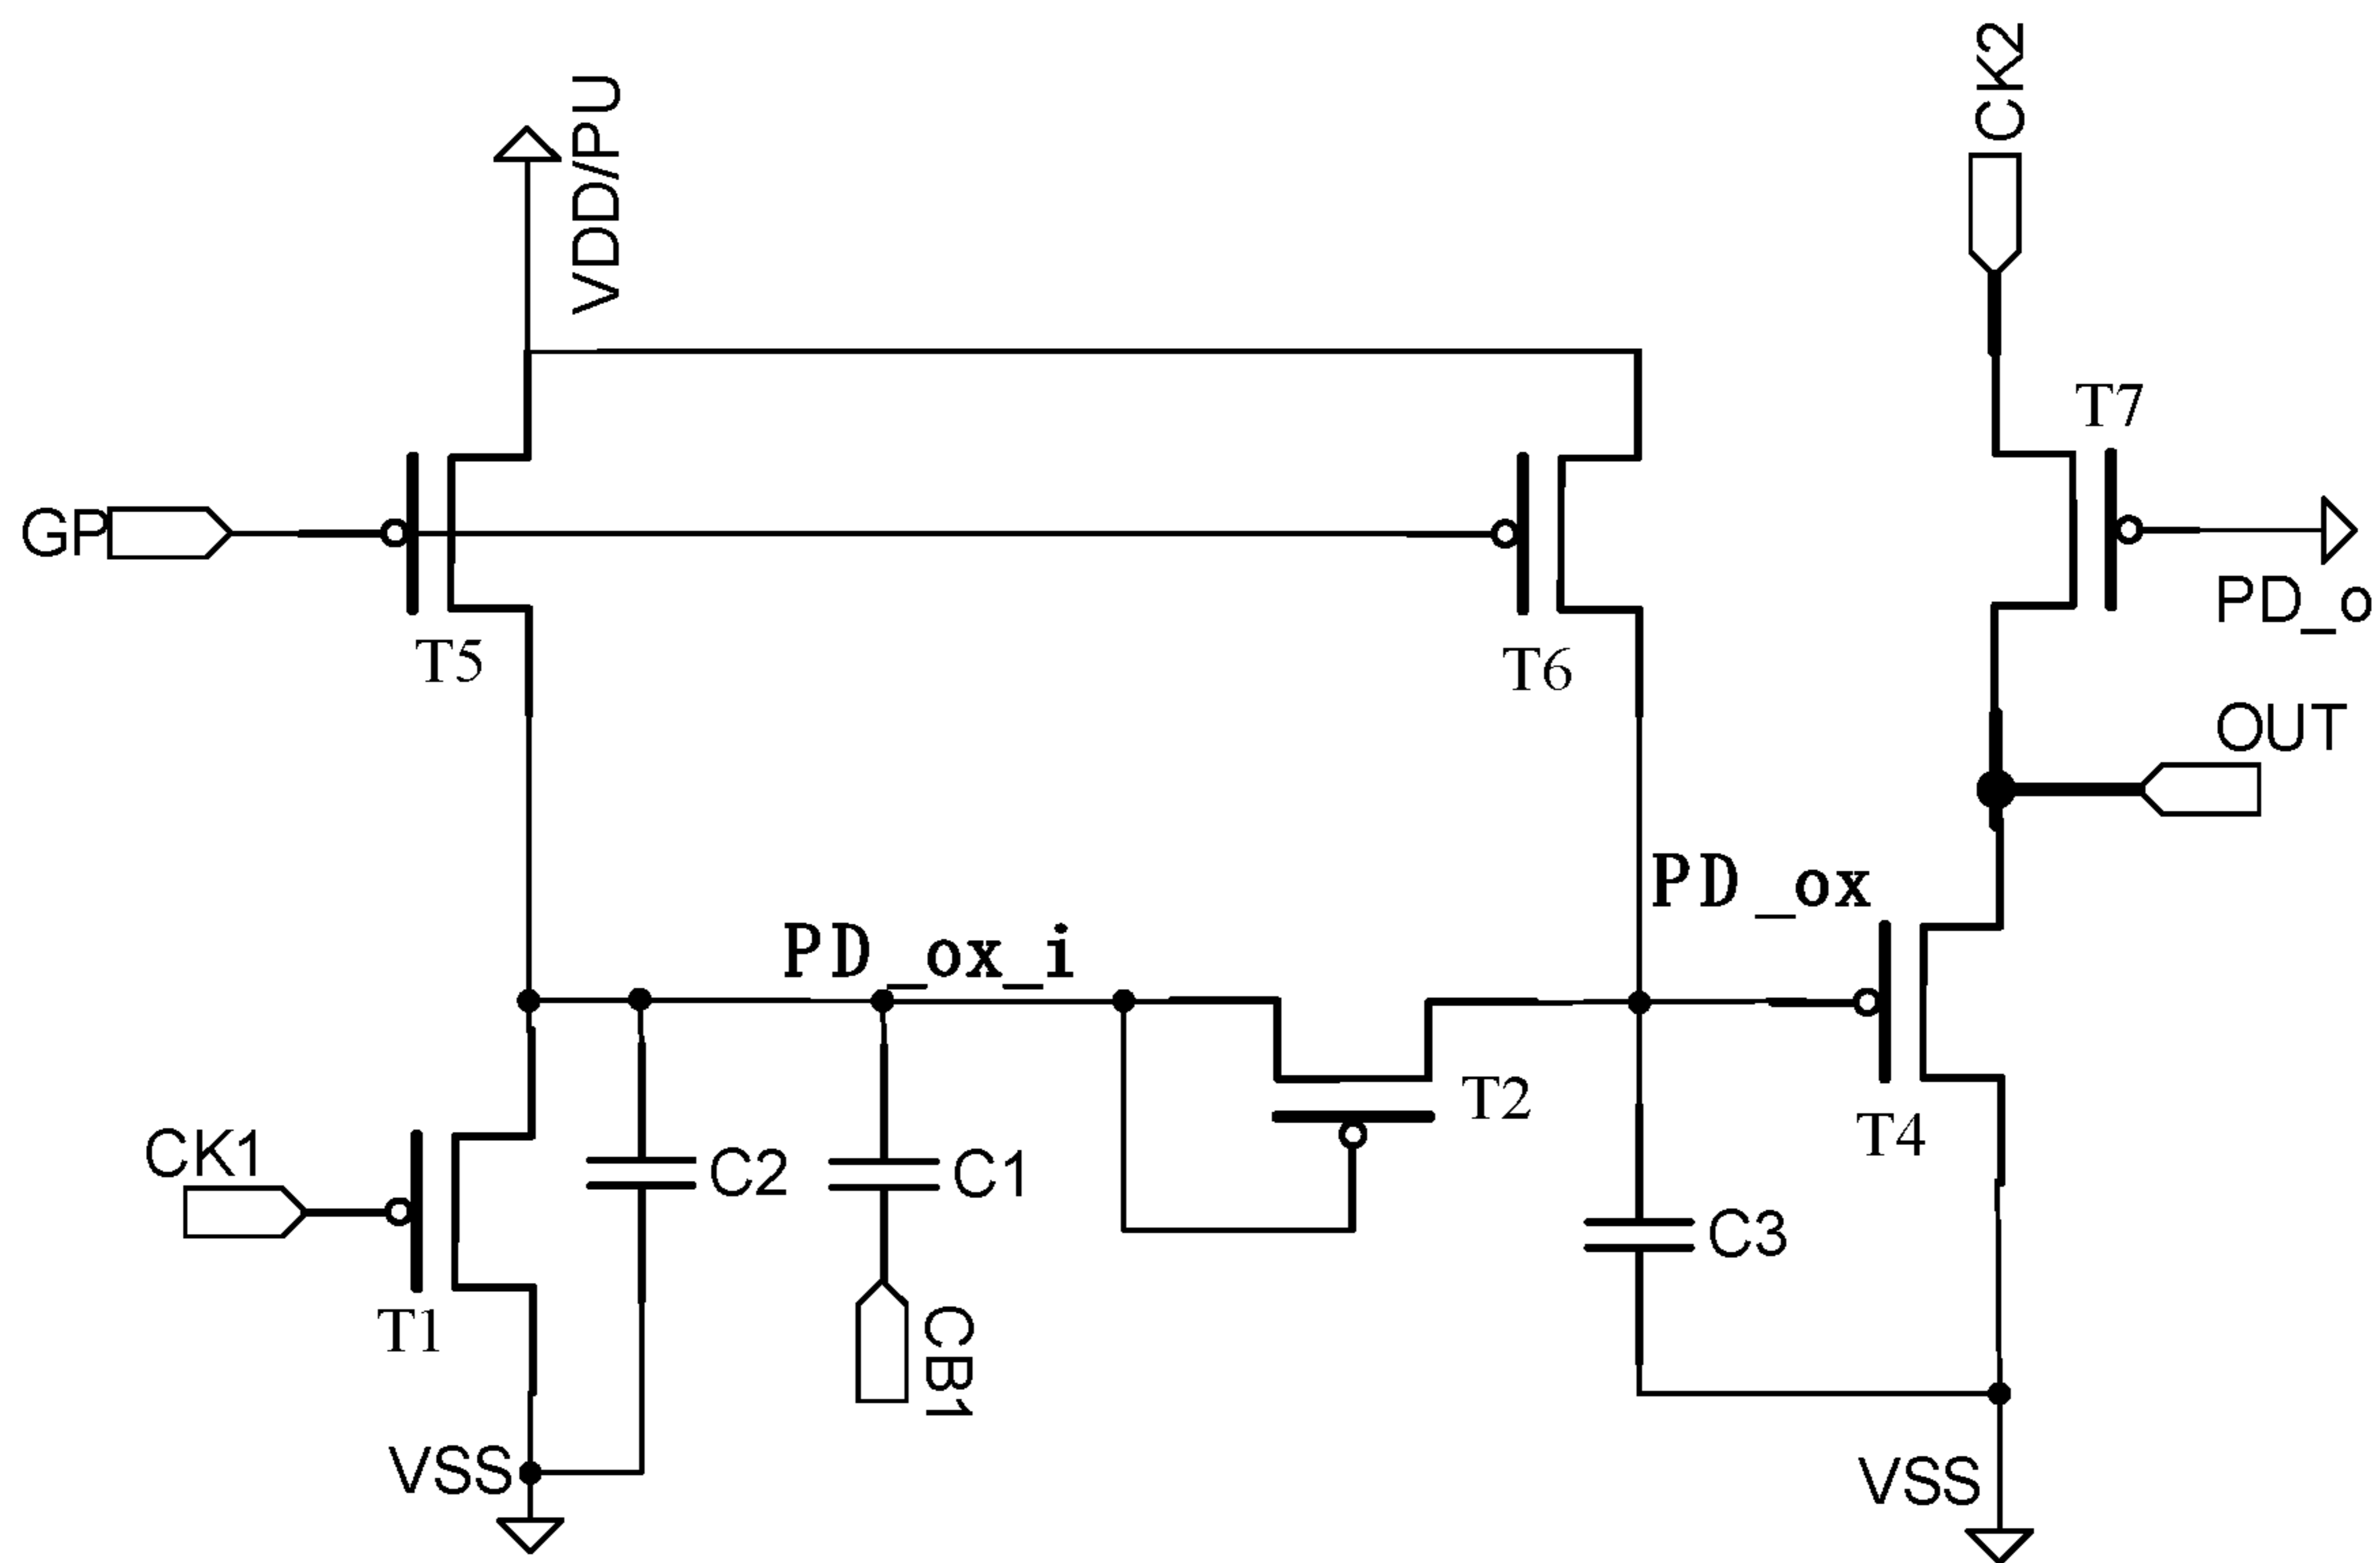 CK2
VDD/PU
T7
GP
PD_o
T5
T6
OUT
PD_ox
PD_ox_i
T2
T4
CK1
C2
C1
C3
T1
CB1
VSS
VSS